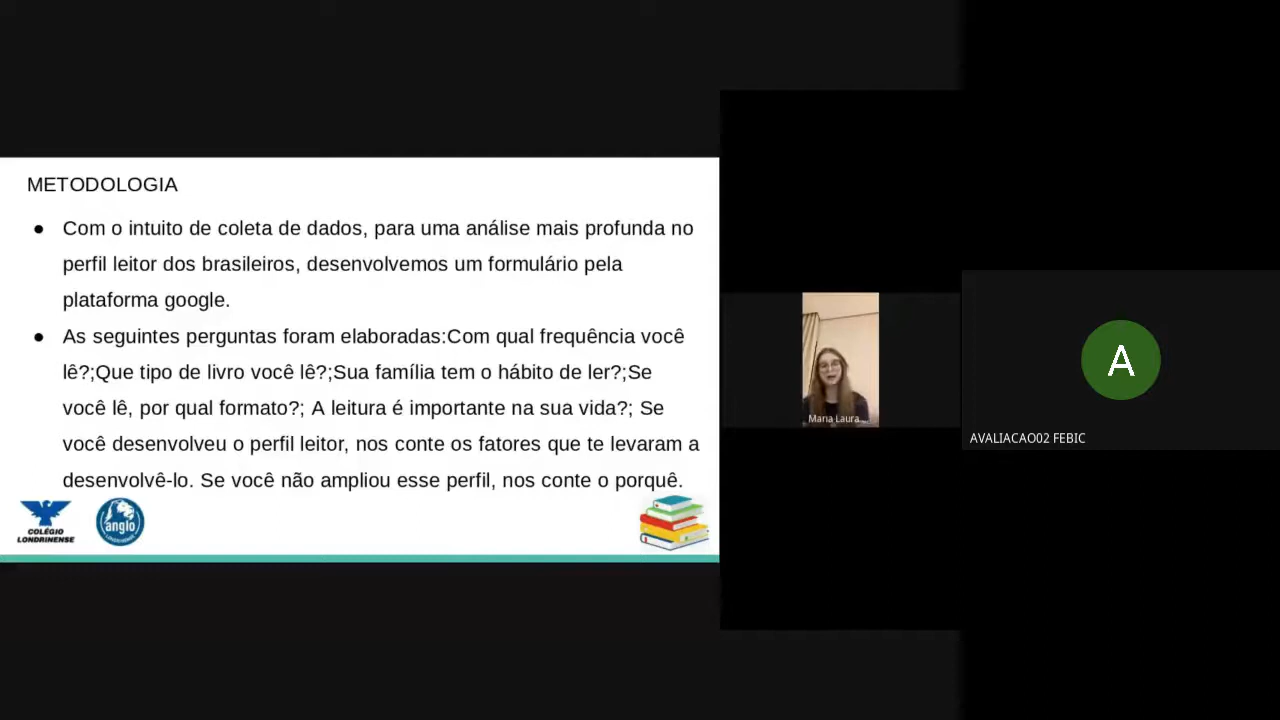 METODOLOGIA
● Com o intuito de coleta de dados, para uma análise mais profunda no
perfil leitor dos brasileiros, desenvolvemos um formulário pela
plataforma google.
● As seguintes perguntas foram elaboradas:Com qual frequência você
lê?;Que tipo de livro você lê?;Sua família tem o hábito de ler?;Se
você lê, por qual formato?; A leitura é importante na sua vida?; Se
você desenvolveu o perfil leitor, nos conte os fatores que te levaram a
desenvolvê-lo. Se você não ampliou esse perfil, nos conte o porquê.
COLÉGIO
LONDRINENSE
anglo
Maria Laura...
A
AVALIACAO02 FEBIC